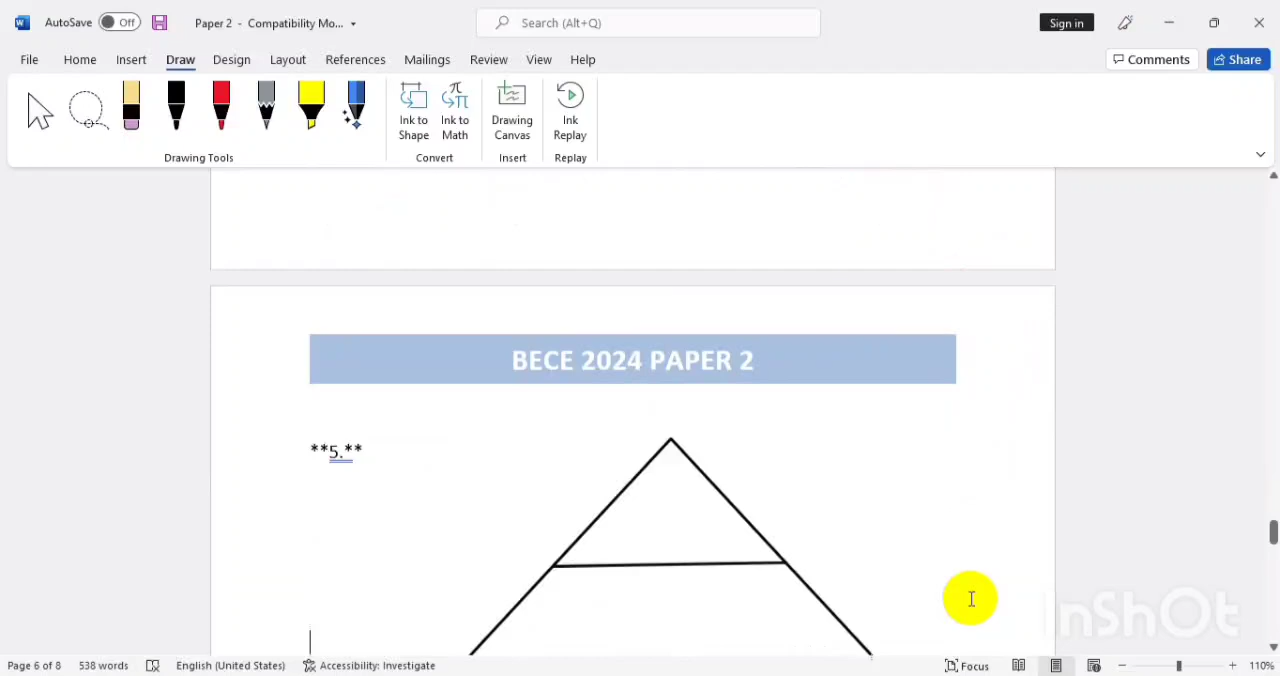 AutoSave Off Paper 2 - Compatibility Mo... Search (Alt+Q) Sign in
File Home Insert Draw Design Layout References Mailings Review View Help Comments Share
Ink to Shape Ink to Math Drawing Canvas Ink Replay
Drawing Tools Convert Insert Replay
BECE 2024 PAPER 2
**5.**
InShOt
Page 6 of 8 538 words English (United States) Accessibility: Investigate Focus 110%